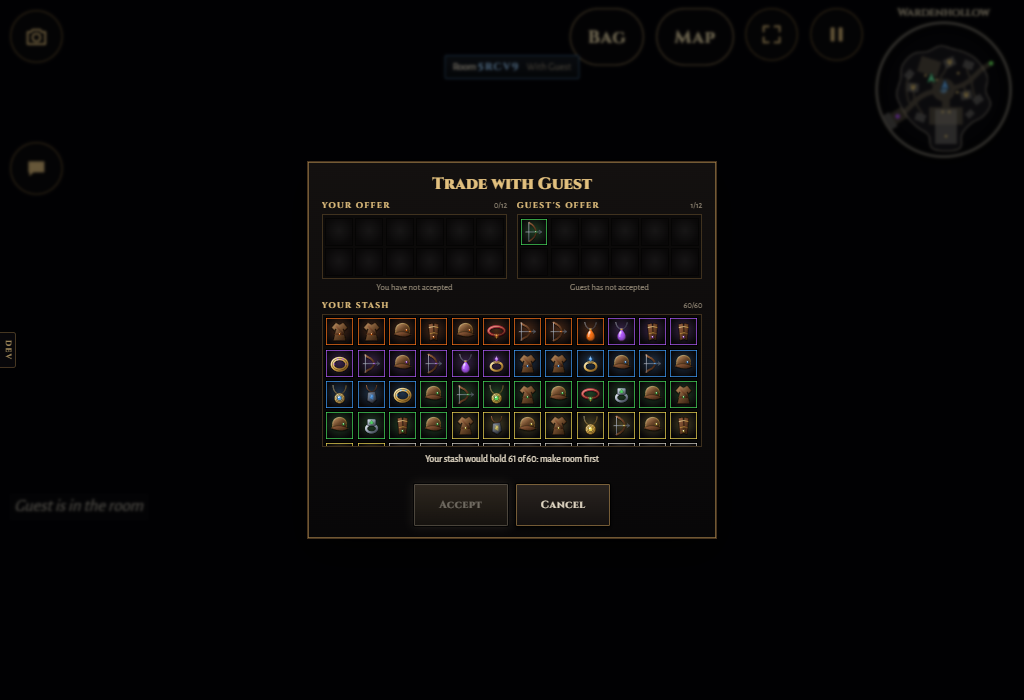 WARDENHOLLOW
BAG
MAP
Room SRCV9 With Guest
TRADE WITH GUEST
YOUR OFFER 0/12
GUEST'S OFFER 1/12
You have not accepted
Guest has not accepted
YOUR STASH 60/60
DEV
Your stash would hold 61 of 60: make room first
ACCEPT
CANCEL
Guest is in the room